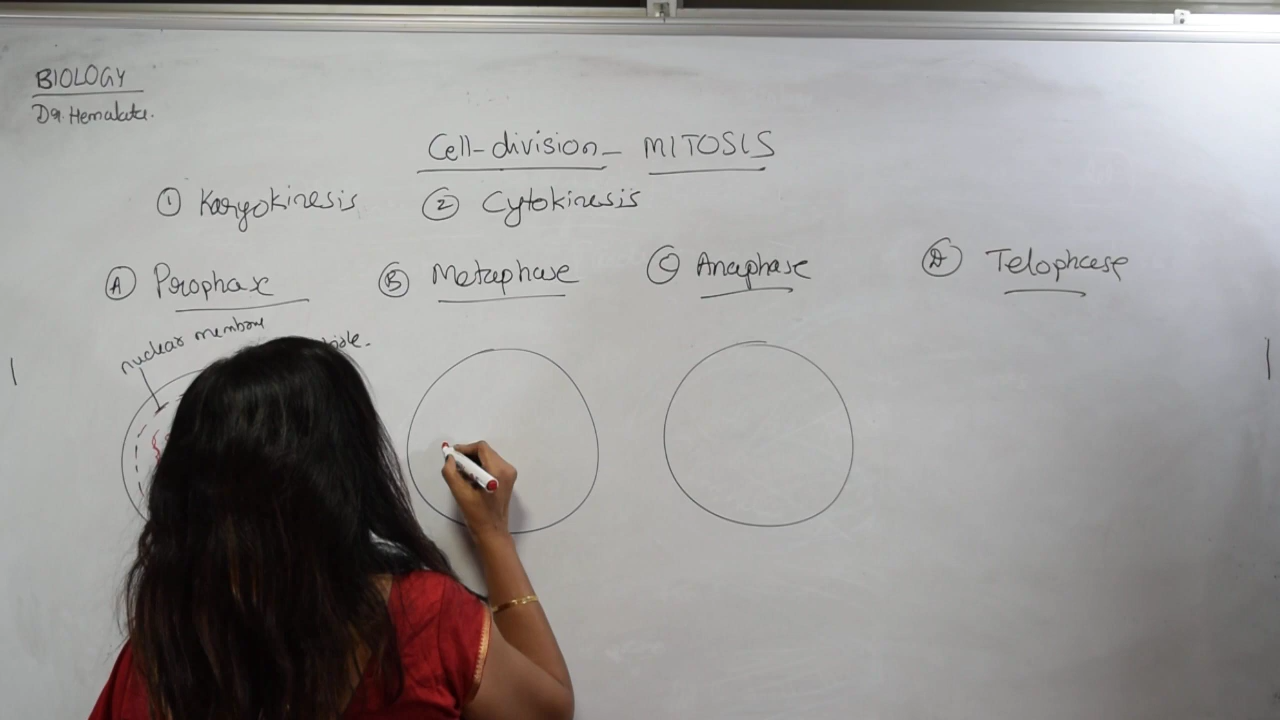 BIOLOGY
Dr. Hemalata.
Cell-division- MITOSIS
① Karyokinesis ② Cytokinesis
Ⓐ Prophase Ⓑ Metaphase Ⓒ Anaphase Ⓓ Telophase
nuclear membrane